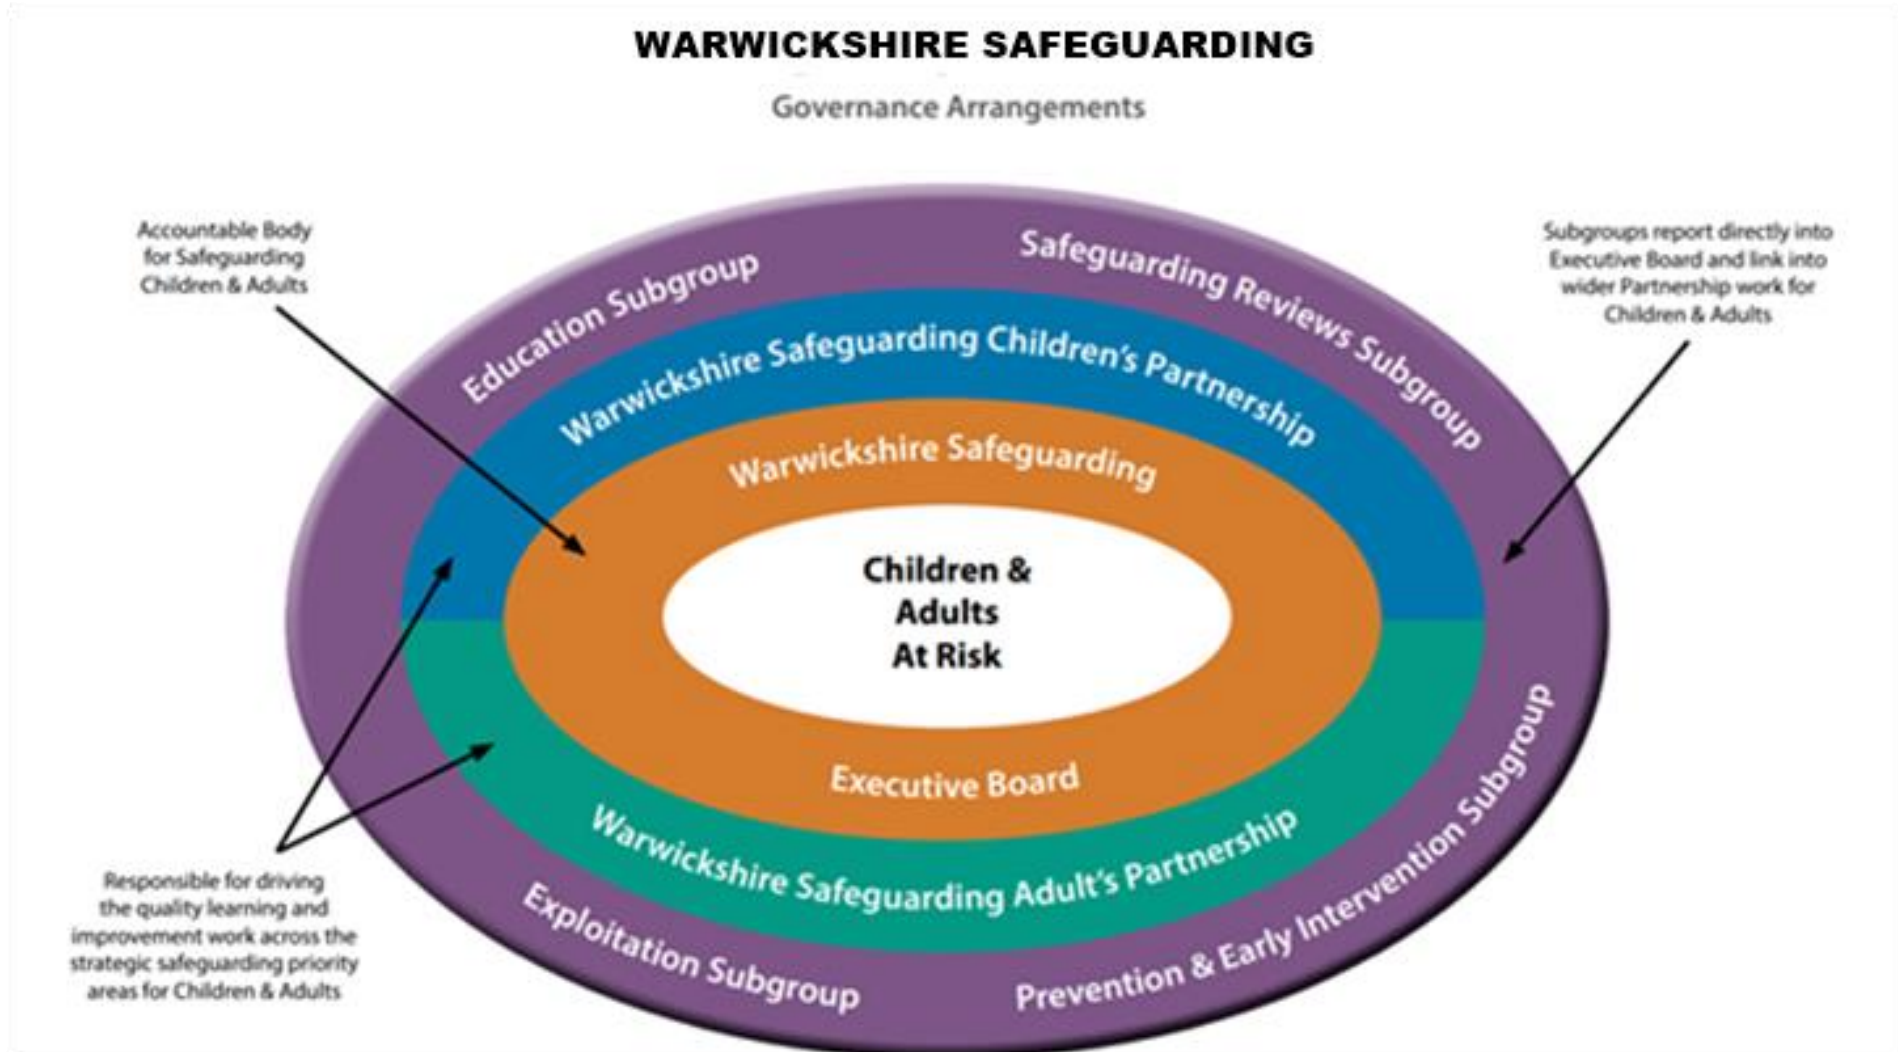 WARWICKSHIRE SAFEGUARDING
Governance Arrangements
Accountable Body
for Safeguarding
Children & Adults
Subgroups report directly into
Executive Board and link into
wider Partnership work for
Children & Adults
Education Subgroup
Safeguarding Reviews Subgroup
Warwickshire Safeguarding Children's Partnership
Warwickshire Safeguarding
Children &
Adults
At Risk
Executive Board
Warwickshire Safeguarding Adult's Partnership
Exploitation Subgroup
Prevention & Early Intervention Subgroup
Responsible for driving
the quality learning and
improvement work across the
strategic safeguarding priority
areas for Children & Adults